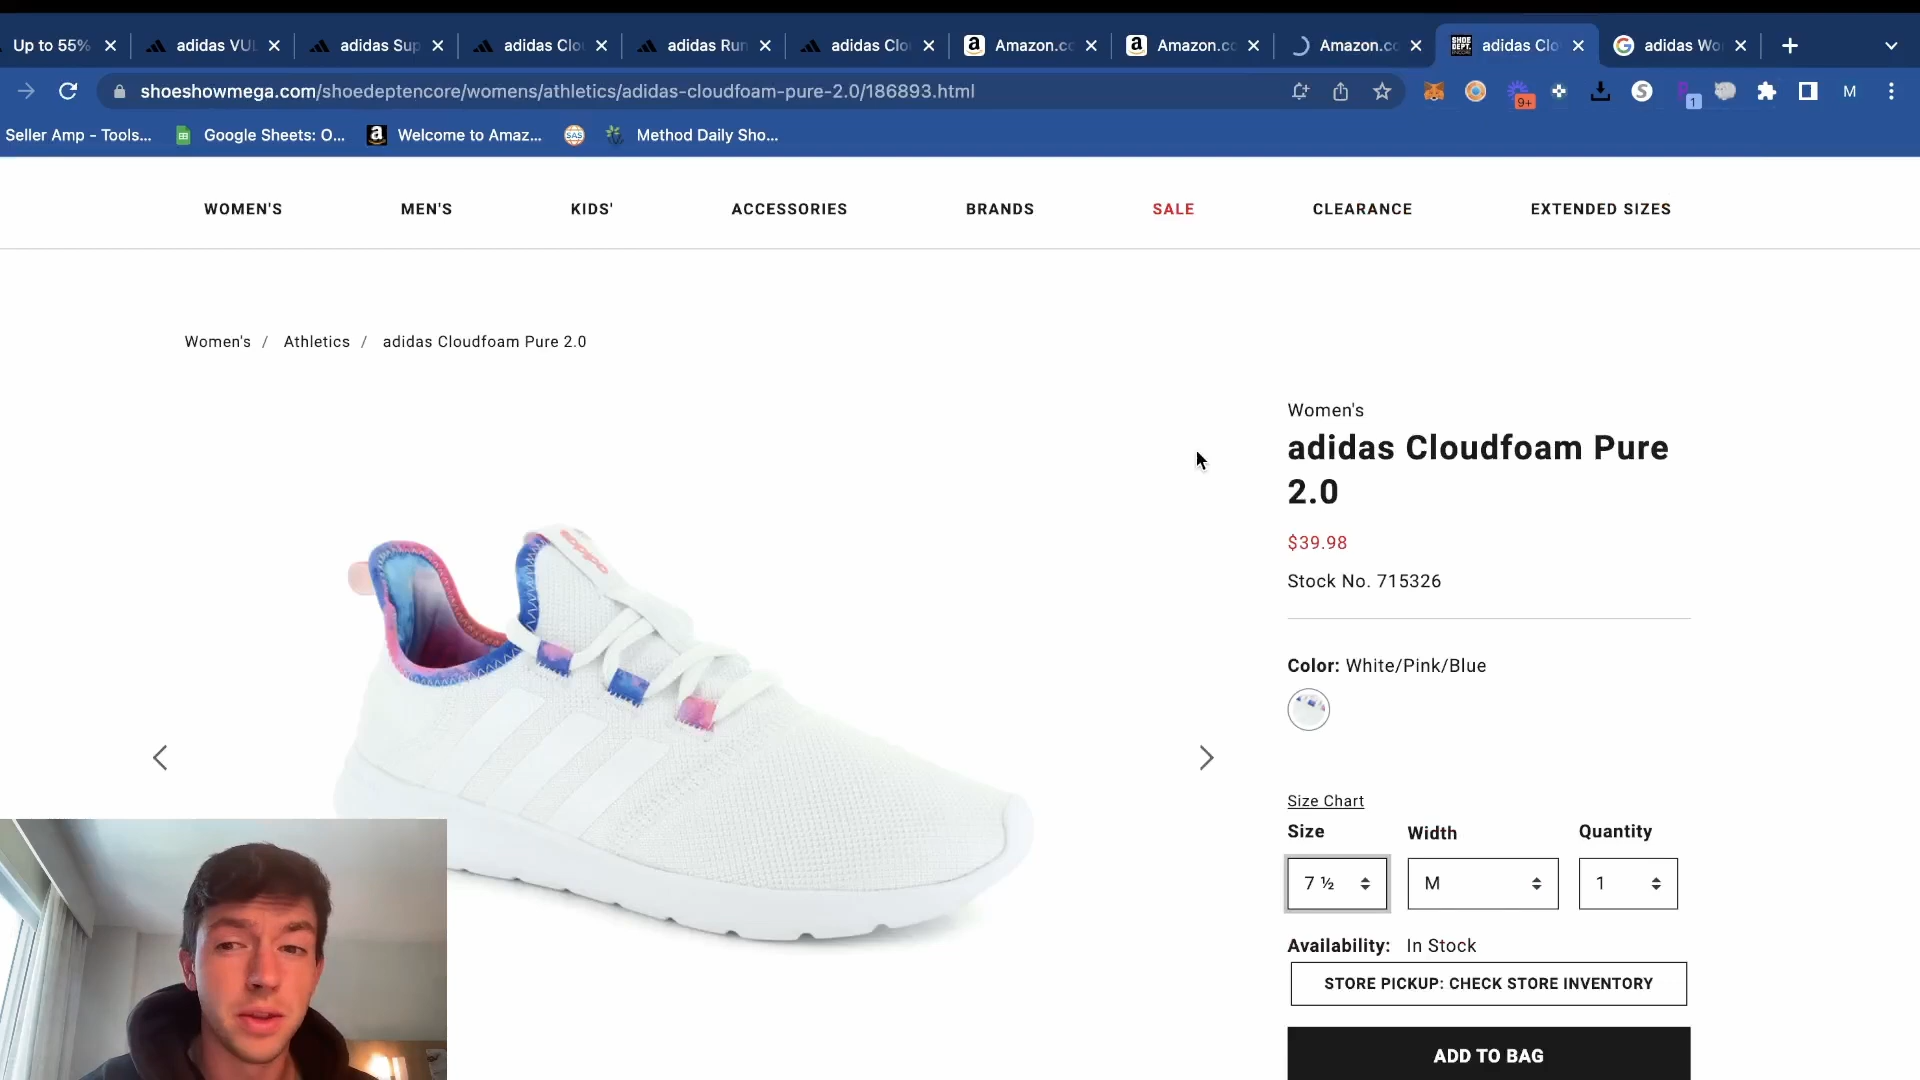 Up to 55%
adidas VUL
adidas Sup
adidas Clo
adidas Run
adidas Clo
Amazon.co
Amazon.co
Amazon.co
adidas Clo
adidas Wo
shoeshowmega.com/shoedeptencore/womens/athletics/adidas-cloudfoam-pure-2.0/186893.html
9+
1
M
Seller Amp - Tools...
Google Sheets: O...
Welcome to Amaz...
SAS
Method Daily Sho...
WOMEN'S
MEN'S
KIDS'
ACCESSORIES
BRANDS
SALE
CLEARANCE
EXTENDED SIZES
Women's / Athletics / adidas Cloudfoam Pure 2.0
Women's
adidas Cloudfoam Pure
2.0
$39.98
Stock No. 715326
Color: White/Pink/Blue
adidas
Size Chart
Size
Width
Quantity
7 ½
M
1
Availability: In Stock
STORE PICKUP: CHECK STORE INVENTORY
ADD TO BAG